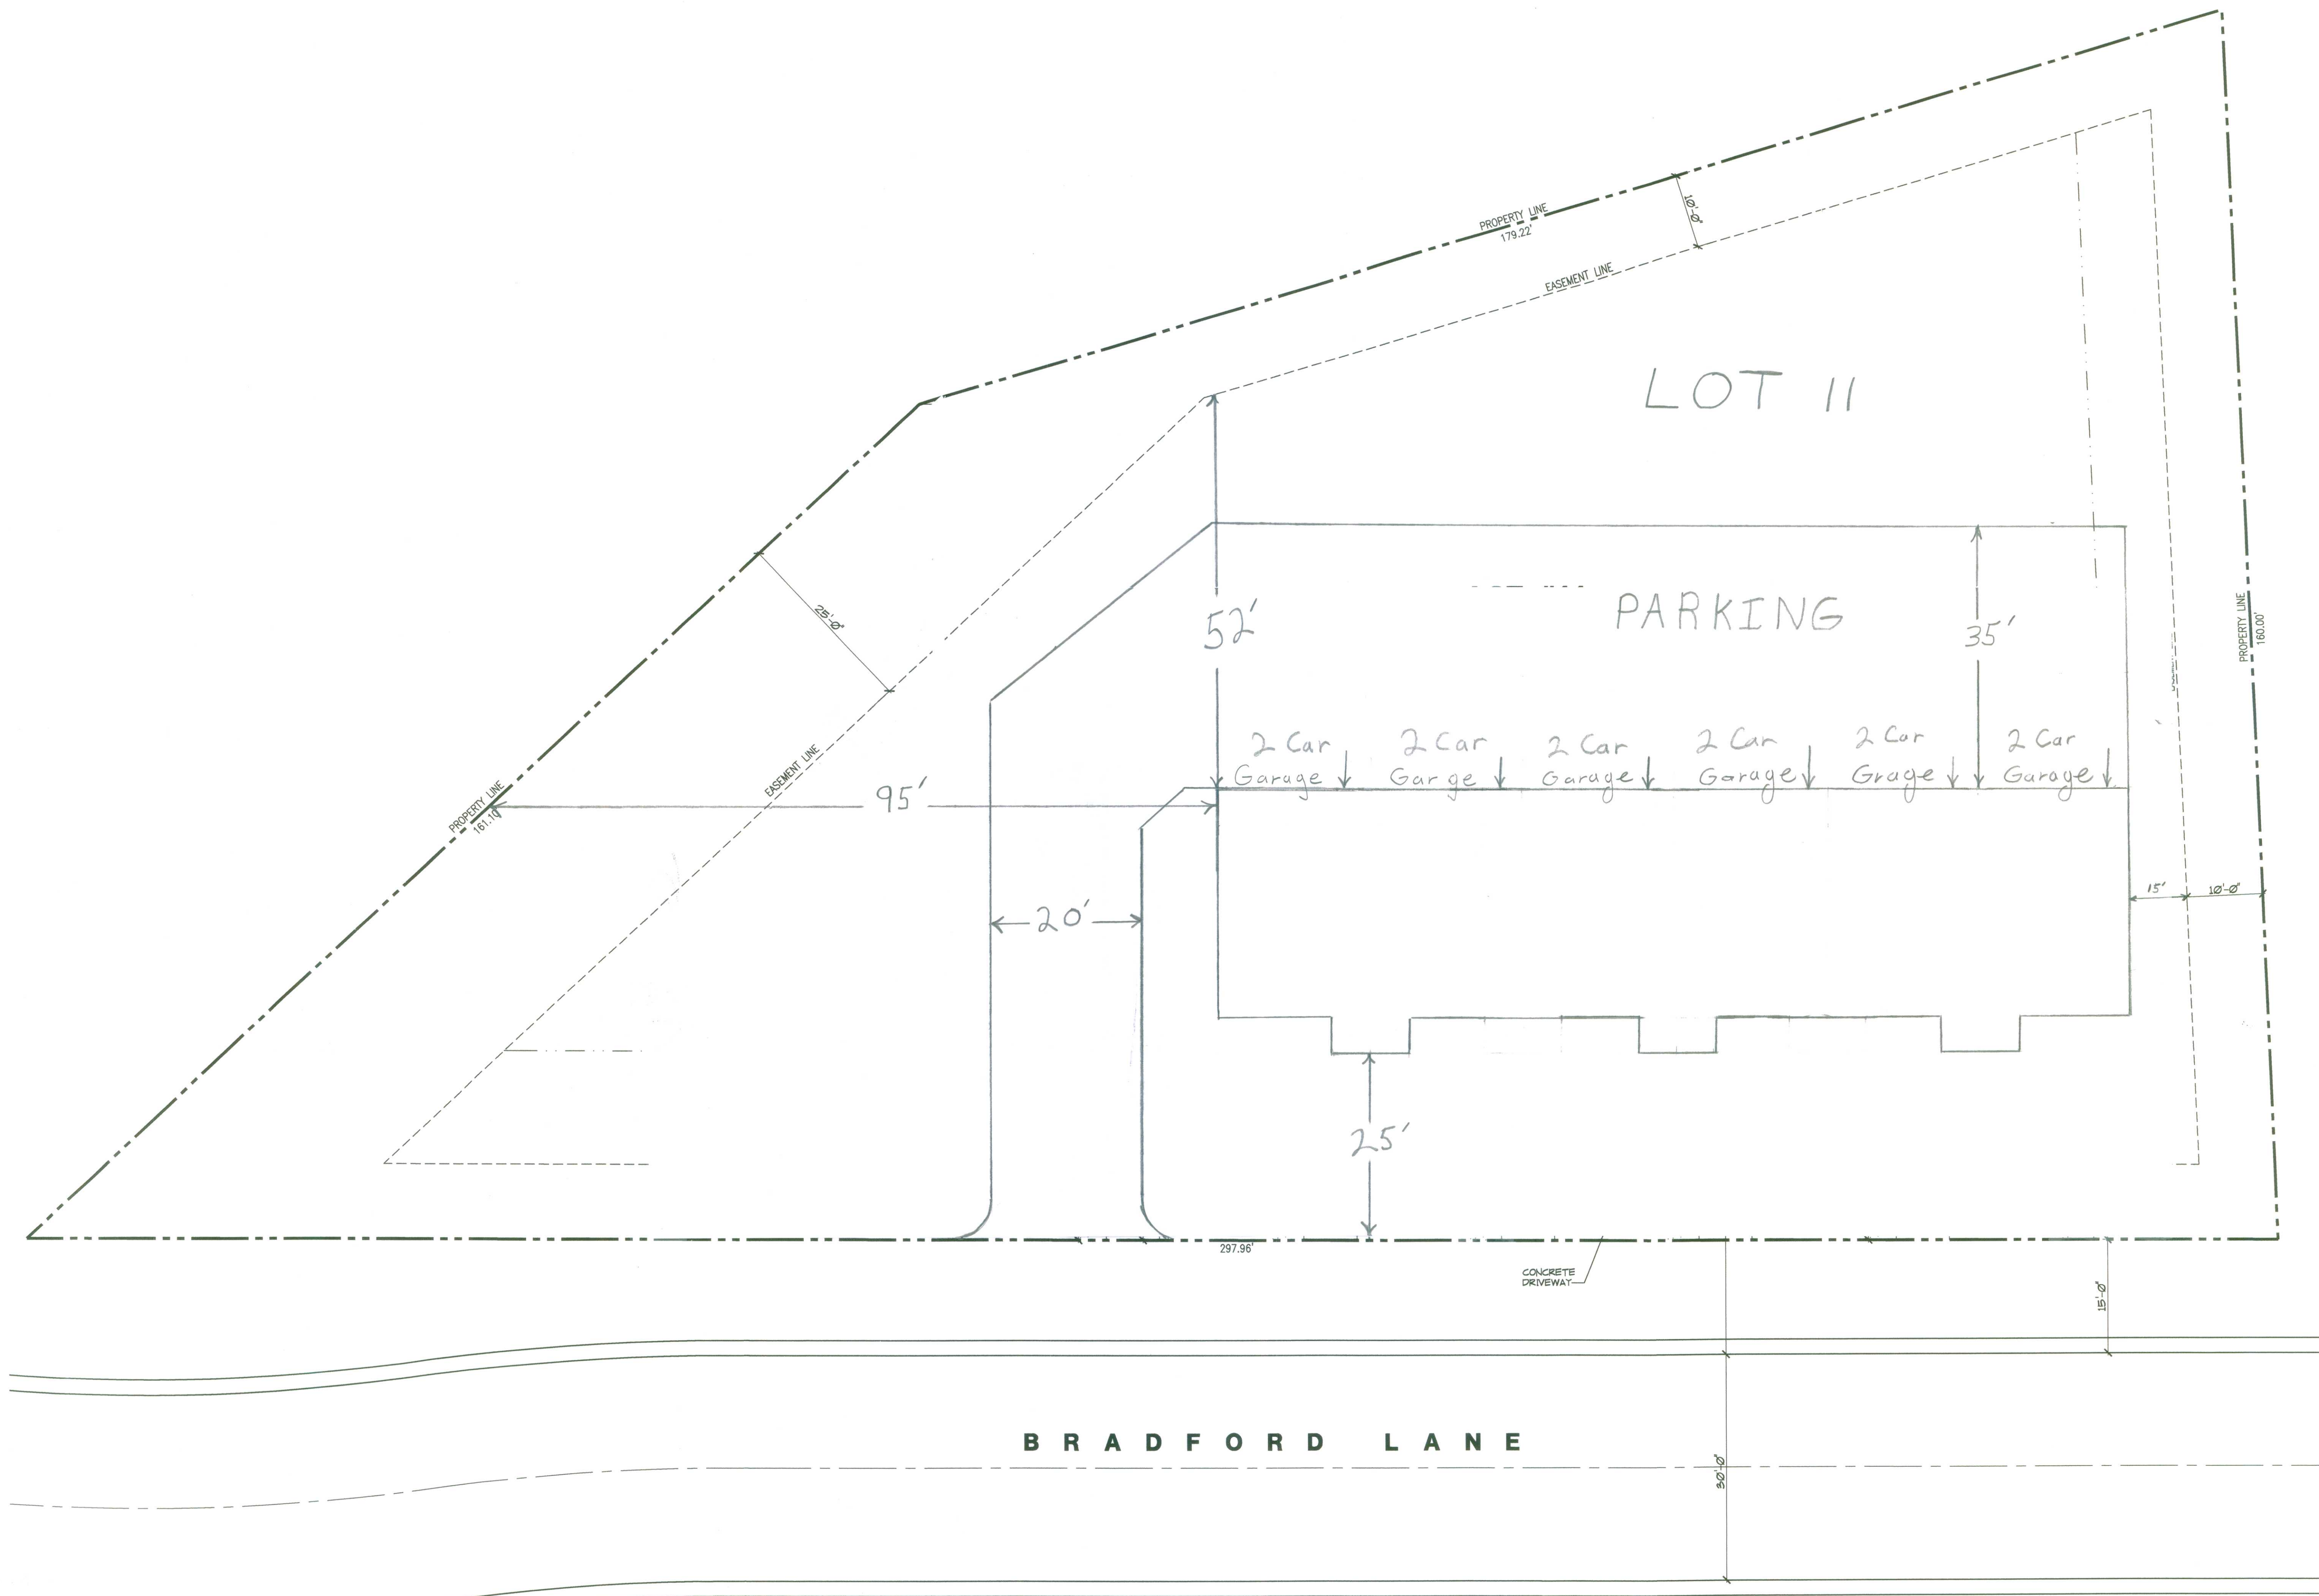 PROPERTY LINE
179.22'
10'-0"
EASEMENT LINE
LOT 11
25'-0"
52'
PARKING
35'
PROPERTY LINE
160.00'
2 Car
Garage
2 Car
Garge
2 Car
Garage
2 Car
Garage
2 Car
Grage
2 Car
Garage
EASEMENT LINE
95'
PROPERTY LINE
161.10'
20'
15'
10'-0"
25'
297.96'
CONCRETE
DRIVEWAY
15'-0"
BRADFORD LANE
30'-0"